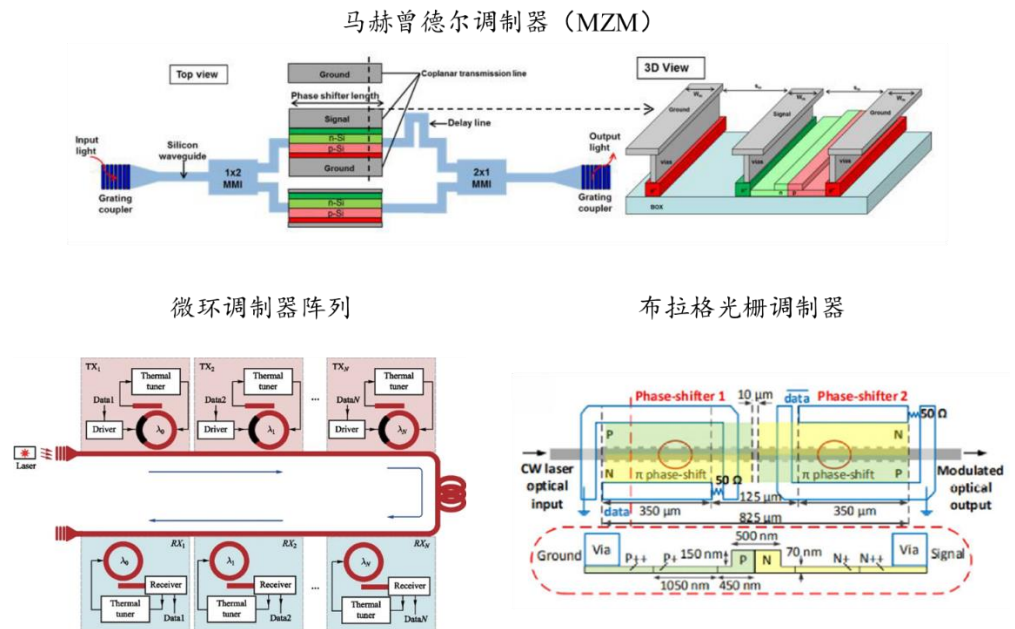 马赫曾德尔调制器（MZM）
Top view
Ground
Coplanar transmission line
Phase shifter length
Signal
n-Si
p-Si
Ground
Delay line
Input
light
Silicon
waveguide
Grating
coupler
1x2
MMI
n-Si
p-Si
2x1
MMI
Output
light
Grating
coupler
3D View
Ground
Signal
Ground
vias
vias
vias
BOX
微环调制器阵列
布拉格光栅调制器
TX1
Thermal
tuner
Data1
Driver
λ0
TX2
Thermal
tuner
Data2
Driver
λ1
...
TXN
Thermal
tuner
DataN
Driver
λN
Laser
RX1
λ0
Receiver
Thermal
tuner
Data1
RX2
λ1
Receiver
Thermal
tuner
Data2
...
RXN
λN
Receiver
Thermal
tuner
DataN
Phase-shifter 1
10 μm
data
Phase-shifter 2
50 Ω
P
N
N
P
CW laser
optical
input
π phase-shift
50 Ω
π phase-shift
Modulated
optical
output
125 μm
350 μm
350 μm
data
825 μm
500 nm
Ground
Via
P++
P+
150 nm
P
N
70 nm
N+
N++
Via
Signal
1050 nm
450 nm